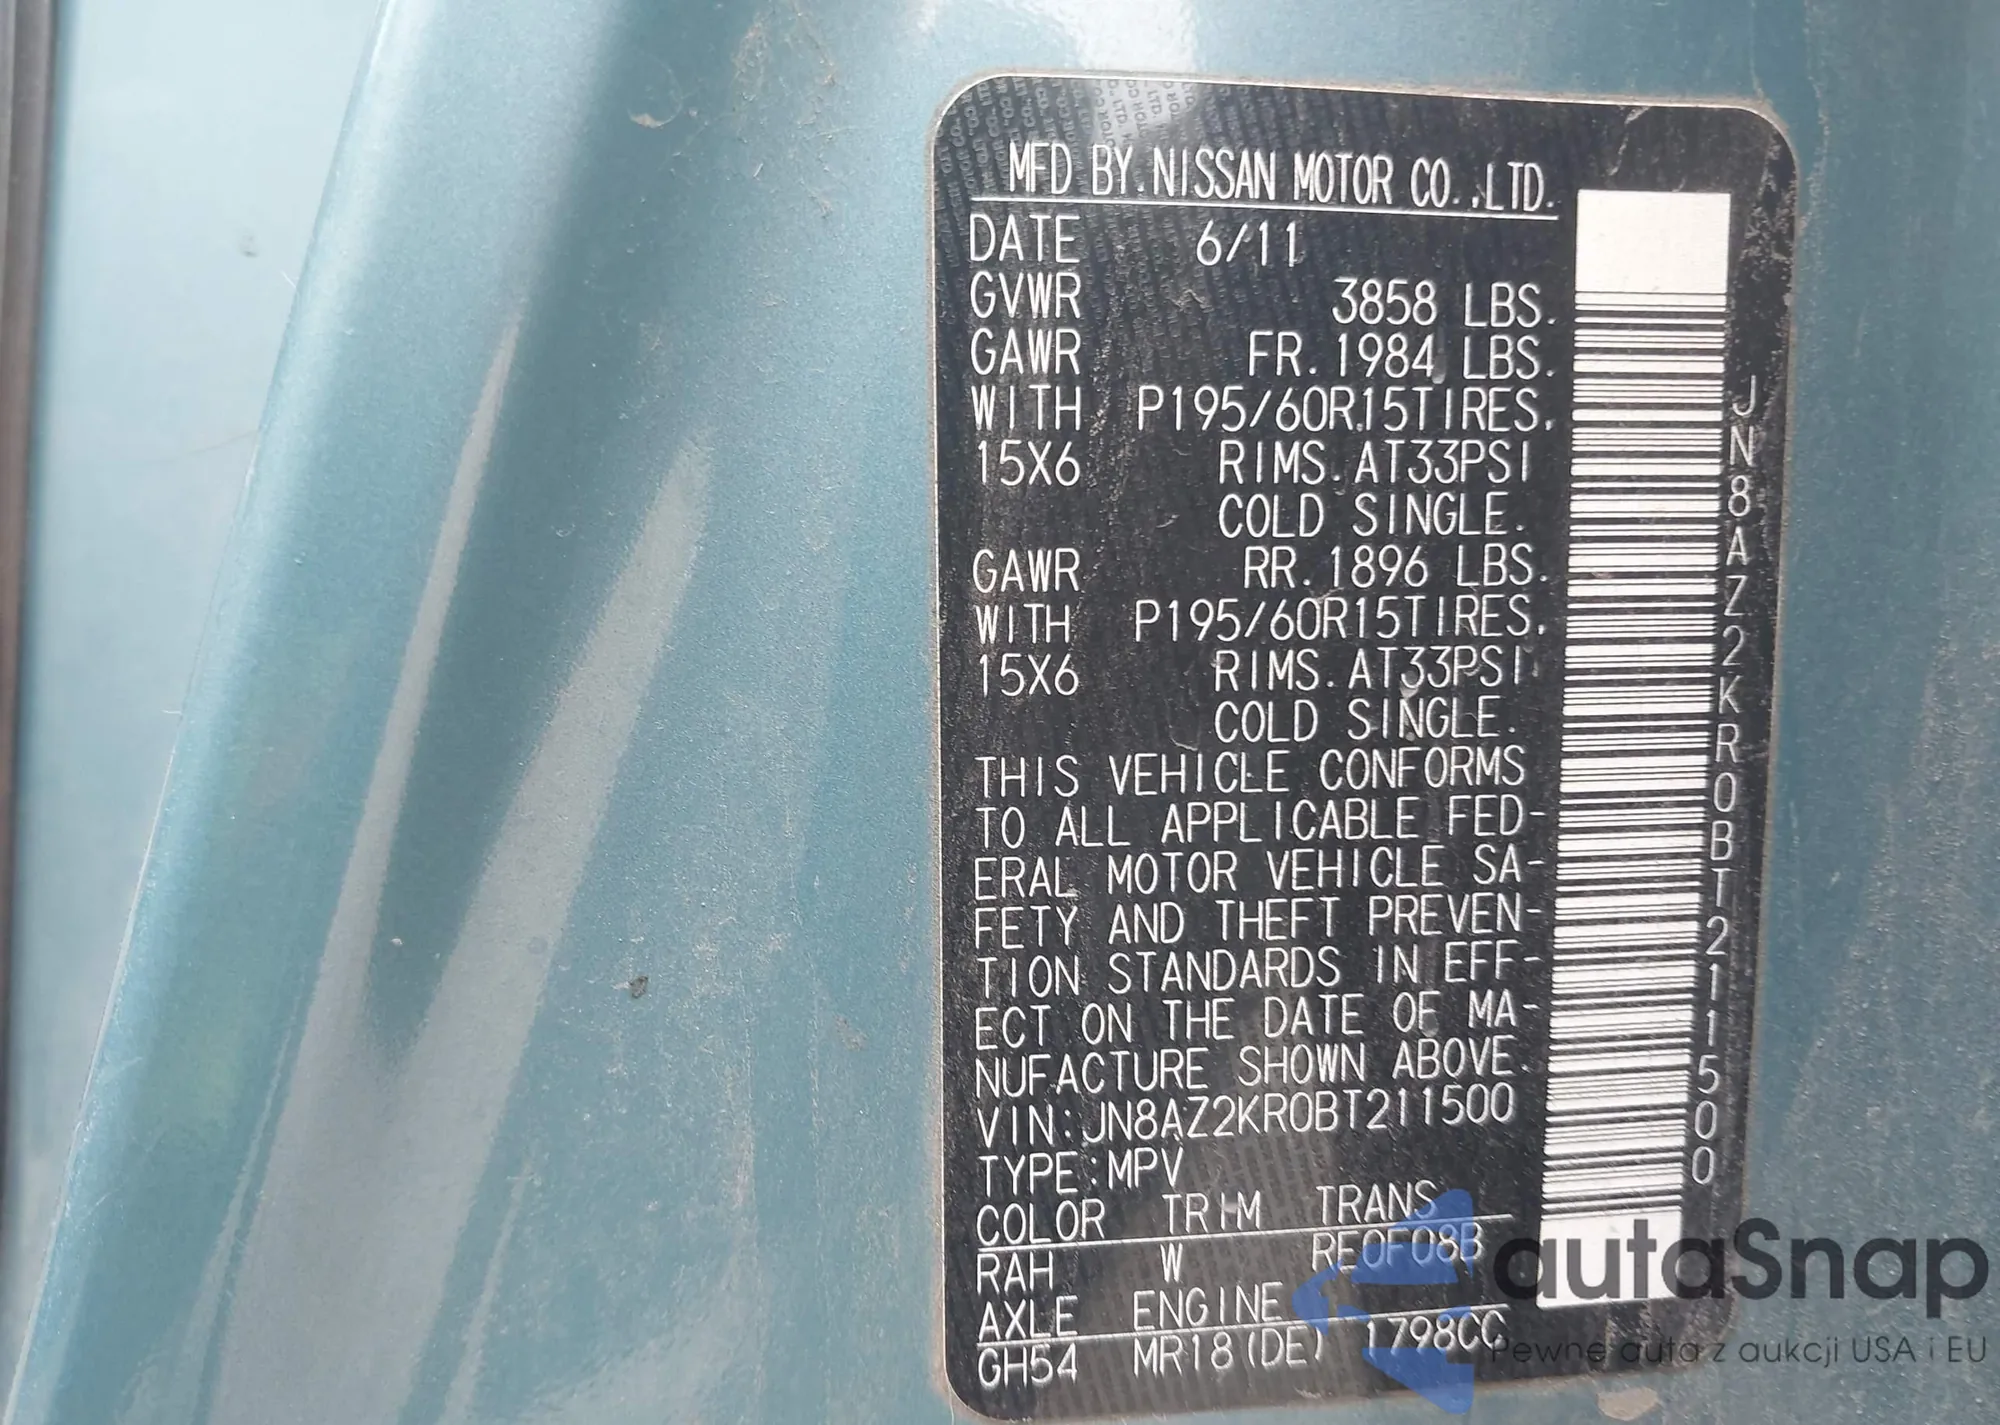 MFD BY.NISSAN MOTOR CO.,LTD.
DATE 6/11
GVWR 3858 LBS.
GAWR FR. 1984 LBS.
WITH P195/60R15TIRES,
15X6 RIMS. AT33PSI
COLD SINGLE.
GAWR RR. 1896 LBS.
WITH P195/60R15TIRES,
15X6 RIMS. AT33PSI
COLD SINGLE.
THIS VEHICLE CONFORMS
TO ALL APPLICABLE FED-
ERAL MOTOR VEHICLE SA-
FETY AND THEFT PREVEN-
TION STANDARDS IN EFF-
ECT ON THE DATE OF MA-
NUFACTURE SHOWN ABOVE.
VIN:JN8AZ2KR0BT211500
TYPE:MPV
COLOR TRIM TRANS
RAH W RE0F08B
AXLE ENGINE
GH54 MR18(DE) 1798CC
JN8AZ2KR0BT211500
autaSnap
Pewne auta z aukcji USA i EU